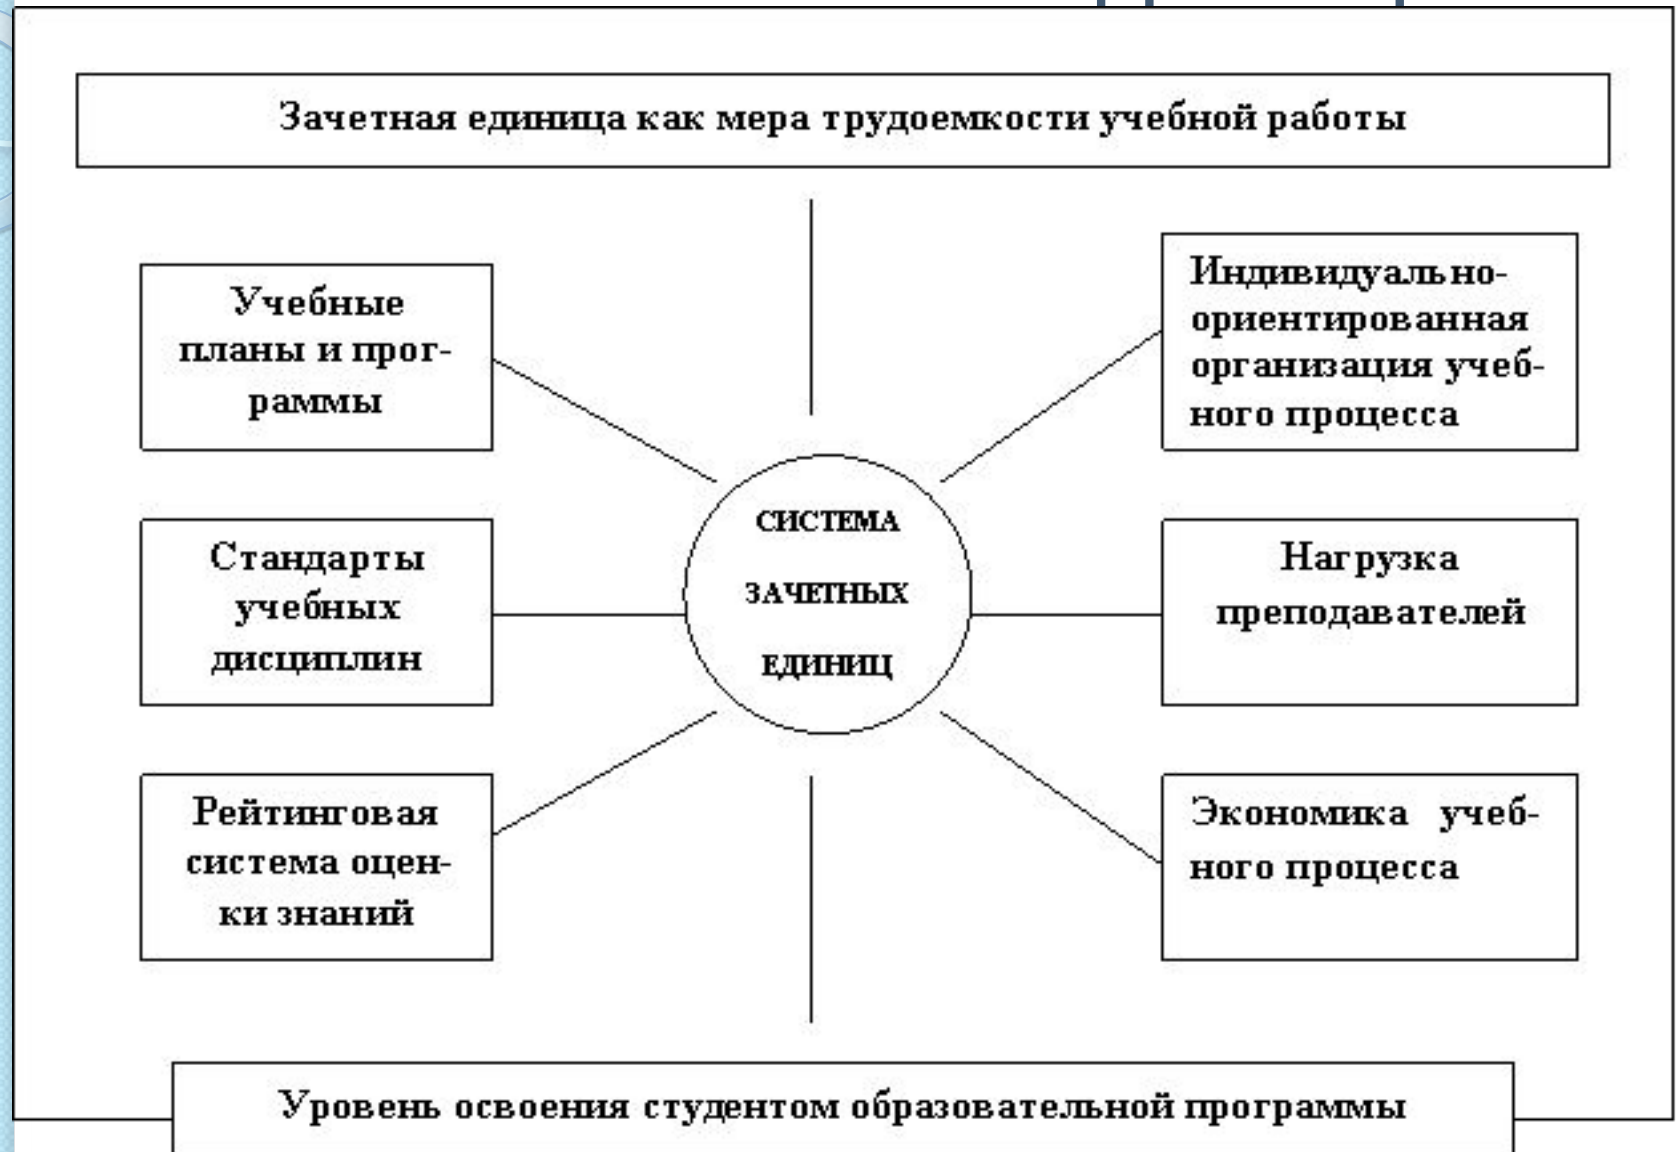 Зачетная единица как мера трудоемкости учебной работы
Учебные
планы и прог-
раммы
Стандарты
учебных
дисциплин
Рейтинговая
система оцен-
ки знаний
СИСТЕМА
ЗАЧЕТНЫХ
ЕДИНИЦ
Индивидуально-
ориентированная
организация учеб-
ного процесса
Нагрузка
преподавателей
Экономика учеб-
ного процесса
Уровень освоения студентом образовательной программы